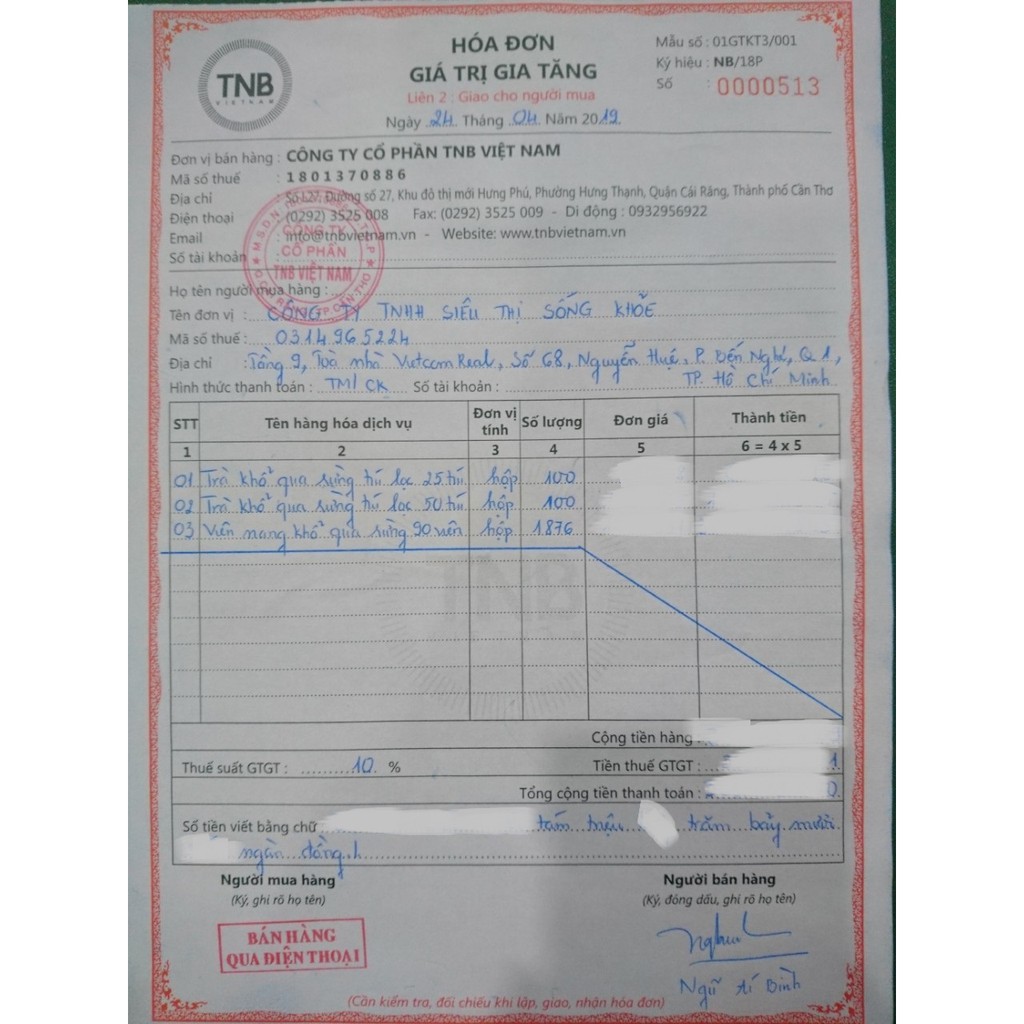 TNB
VIETNAM
HÓA ĐƠN
GIÁ TRỊ GIA TĂNG
Liên 2 : Giao cho người mua
Ngày 24 Tháng 04 Năm 2019
Mẫu số : 01GTKT3/001
Ký hiệu : NB/18P
Số : 0000513
Đơn vị bán hàng : CÔNG TY CỔ PHẦN TNB VIỆT NAM
Mã số thuế : 1801370886
Địa chỉ : Số L27, Đường số 27, Khu đô thị mới Hưng Phú, Phường Hưng Thạnh, Quận Cái Răng, Thành phố Cần Thơ
Điện thoại : (0292) 3525 008 Fax: (0292) 3525 009 - Di động : 0932956922
Email : info@tnbvietnam.vn - Website: www.tnbvietnam.vn
Số tài khoản :
CÔNG TY
CỔ PHẦN
TNB VIỆT NAM
Họ tên người mua hàng :
Tên đơn vị : CÔNG TY TNHH SIÊU THỊ SỐNG KHỎE
Mã số thuế : 0314965224
Địa chỉ : Tầng 9, Toà nhà VietcomReal, Số 68, Nguyễn Huệ, P. Bến Nghé, Q1,
TP. Hồ Chí Minh
Hình thức thanh toán : TM/CK Số tài khoản :
STT Tên hàng hóa dịch vụ Đơn vị tính Số lượng Đơn giá Thành tiền
1 2 3 4 5 6 = 4 x 5
01 Trà khổ qua rừng túi lọc 25 túi hộp 100
02 Trà khổ qua rừng túi lọc 50 túi hộp 100
03 Viên nang khổ qua rừng 90 viên hộp 1876
TNB
Cộng tiền hàng
Thuế suất GTGT : 10 % Tiền thuế GTGT : 1
Tổng cộng tiền thanh toán : 0
Số tiền viết bằng chữ tám triệu trăm bảy mươi
ngàn đồng
Người mua hàng
(Ký, ghi rõ họ tên)
Người bán hàng
(Ký, đóng dấu, ghi rõ họ tên)
BÁN HÀNG
QUA ĐIỆN THOẠI
Ngũ Ái Bình
(Cần kiểm tra, đối chiếu khi lập, giao, nhận hóa đơn)